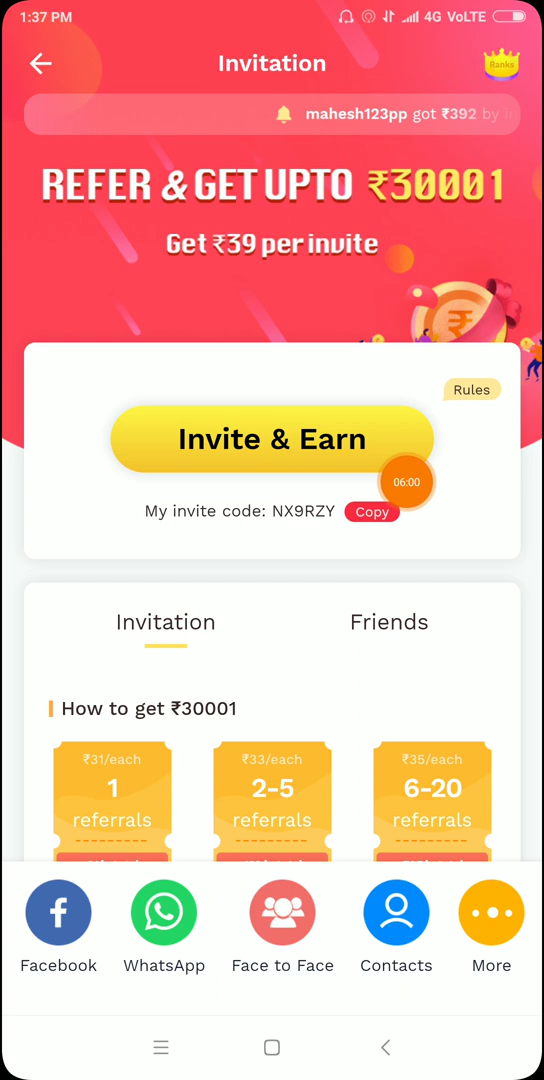 1:37 PM 4G VoLTE
Invitation
Ranks
mahesh123pp got ₹392 by
REFER & GET UPTO ₹30001
Get ₹39 per invite
Rules
Invite & Earn
06:00
My invite code: NX9RZY Copy
Invitation Friends
How to get ₹30001
₹31/each ₹33/each ₹35/each
1 2-5 6-20
referrals referrals referrals
Facebook WhatsApp Face to Face Contacts More